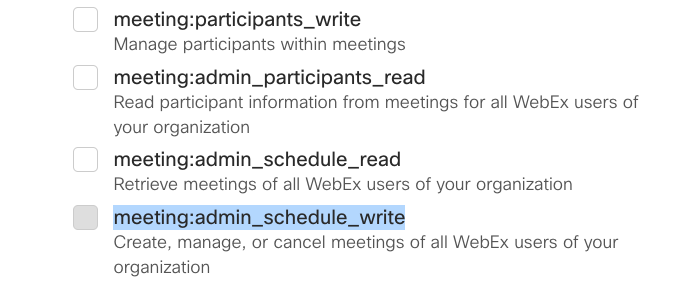 meeting:participants_write
Manage participants within meetings
meeting:admin_participants_read
Read participant information from meetings for all WebEx users of
your organization
meeting:admin_schedule_read
Retrieve meetings of all WebEx users of your organization
meeting:admin_schedule_write
Create, manage, or cancel meetings of all WebEx users of your
organization